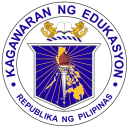 KAGAWARAN NG EDUKASYON
REPUBLIKA NG PILIPINAS